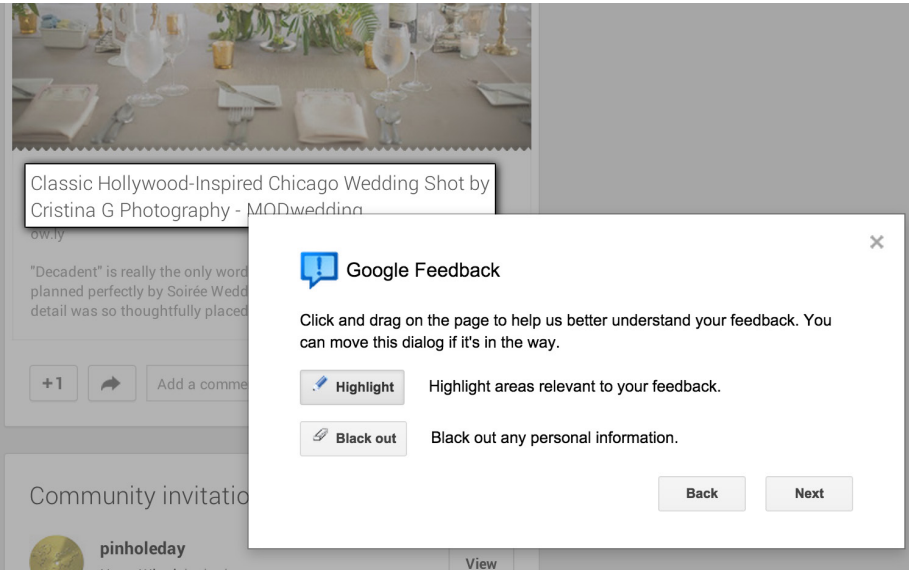 Classic Hollywood-Inspired Chicago Wedding Shot by
Cristina G Photography - MODwedding
ow.ly
"Decadent" is really the only word
planned perfectly by Soirée Wedd
detail was so thoughtfully placed
+1
Add a comme
Community invitatio
pinholeday
View
Google Feedback
Click and drag on the page to help us better understand your feedback. You
can move this dialog if it's in the way.
Highlight Highlight areas relevant to your feedback.
Black out Black out any personal information.
Back Next